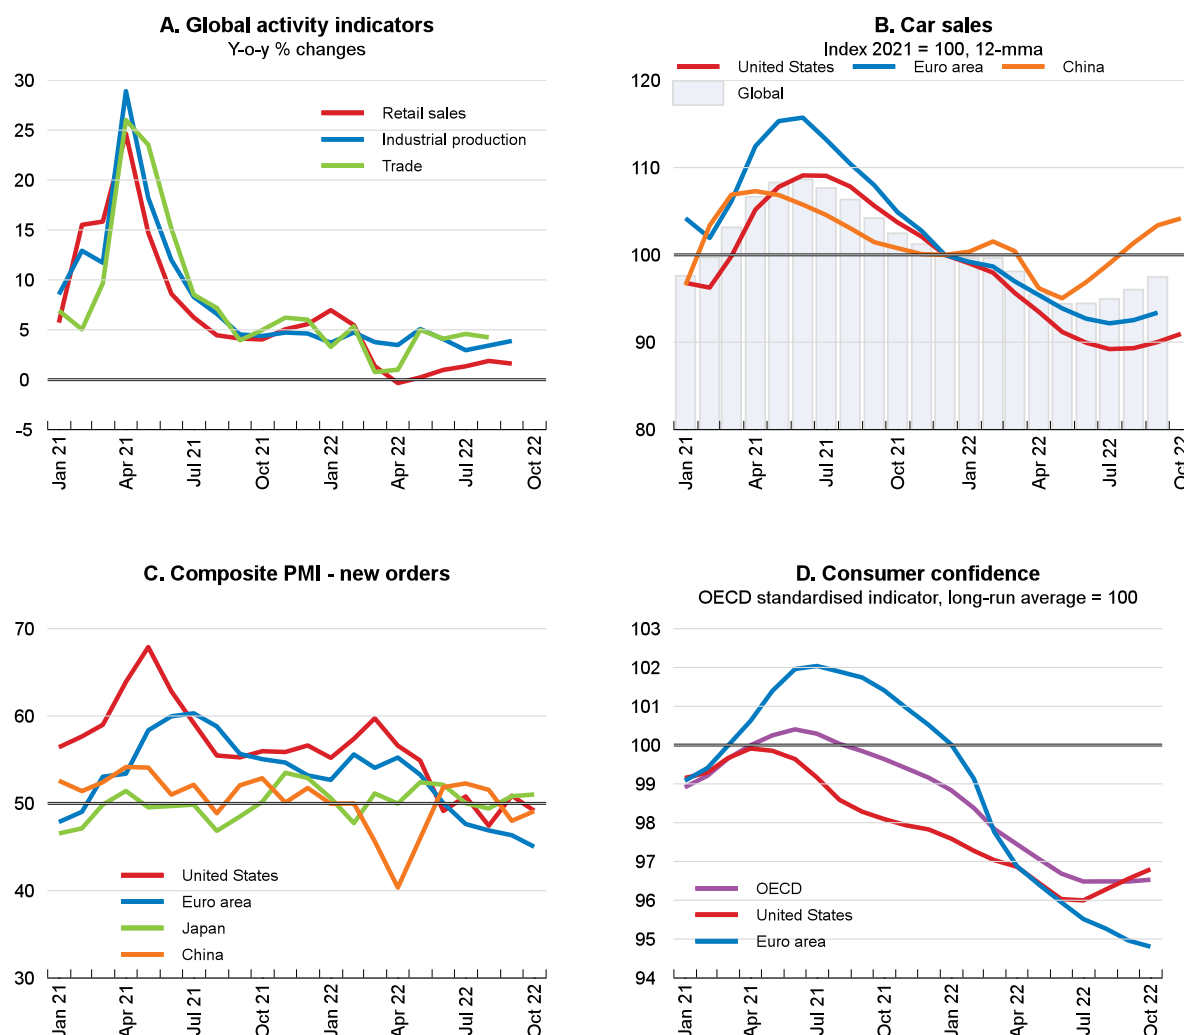 A. Global activity indicators
Y-o-y % changes
30
25
20
15
10
5
0
-5
Retail sales
Industrial production
Trade
Jan 21
Apr 21
Jul 21
Oct 21
Jan 22
Apr 22
Jul 22
Oct 22
B. Car sales
Index 2021 = 100, 12-mma
United States
Euro area
China
Global
120
110
100
90
80
Jan 21
Apr 21
Jul 21
Oct 21
Jan 22
Apr 22
Jul 22
Oct 22
C. Composite PMI - new orders
70
60
50
40
30
United States
Euro area
Japan
China
Jan 21
Apr 21
Jul 21
Oct 21
Jan 22
Apr 22
Jul 22
Oct 22
D. Consumer confidence
OECD standardised indicator, long-run average = 100
103
102
101
100
99
98
97
96
95
94
OECD
United States
Euro area
Jan 21
Apr 21
Jul 21
Oct 21
Jan 22
Apr 22
Jul 22
Oct 22